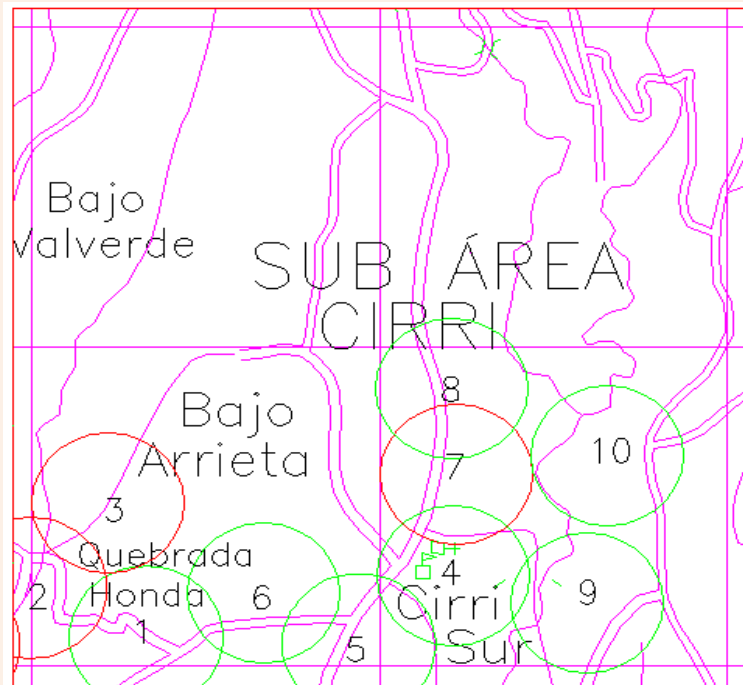 Bajo
Valverde
SUB ÁREA
CIRRI
8
Bajo
Arrieta
10
7
3
Quebrada
Honda
2
1
6
4
Cirri
Sur
9
5